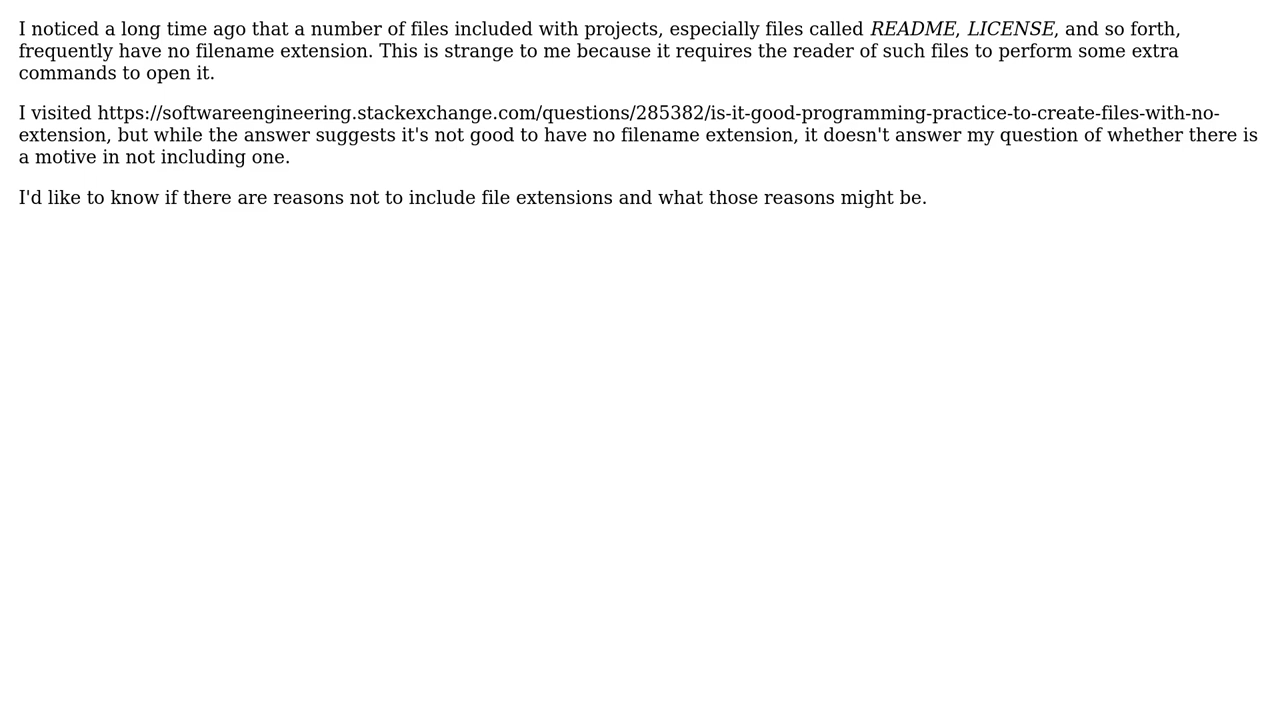 I noticed a long time ago that a number of files included with projects, especially files called README, LICENSE, and so forth,
frequently have no filename extension. This is strange to me because it requires the reader of such files to perform some extra
commands to open it.
I visited https://softwareengineering.stackexchange.com/questions/285382/is-it-good-programming-practice-to-create-files-with-no-
extension, but while the answer suggests it's not good to have no filename extension, it doesn't answer my question of whether there is
a motive in not including one.
I'd like to know if there are reasons not to include file extensions and what those reasons might be.